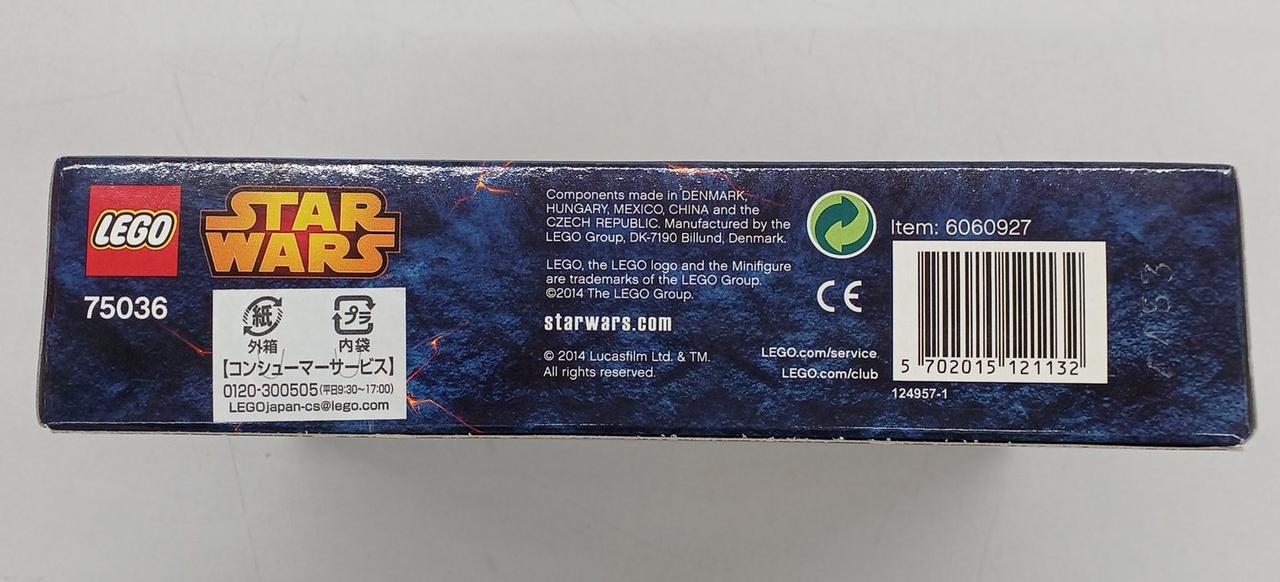 LEGO
STAR
WARS
75036
紙
外箱
プラ
内袋
【コンシューマーサービス】
0120-300505(平日9:30~17:00)
LEGOjapan-cs@lego.com
Components made in DENMARK,
HUNGARY, MEXICO, CHINA and the
CZECH REPUBLIC. Manufactured by the
LEGO Group, DK-7190 Billund, Denmark.
LEGO, the LEGO logo and the Minifigure
are trademarks of the LEGO Group.
©2014 The LEGO Group.
starwars.com
© 2014 Lucasfilm Ltd. & TM.
All rights reserved.
CE
LEGO.com/service
LEGO.com/club
Item: 6060927
5 702015 121132
124957-1